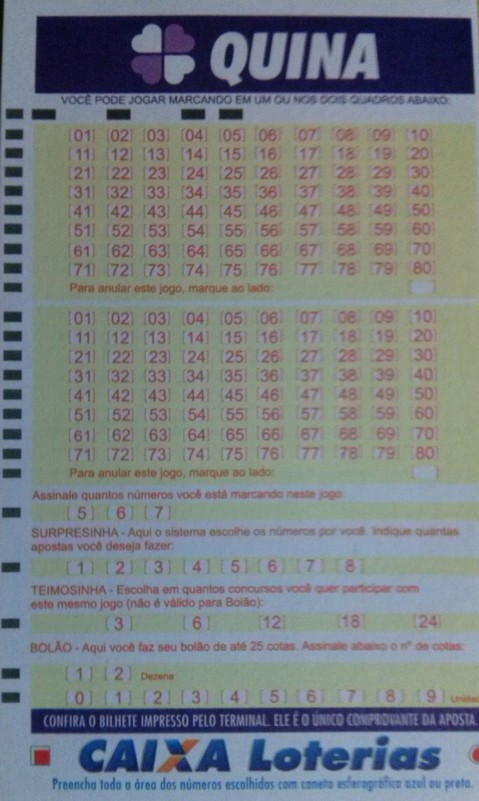 QUINA
VOCÊ PODE JOGAR MARCANDO EM UM OU NOS DOIS QUADROS ABAIXO:
[01] [02] [03] [04] [05] [06] [07] [08] [09] [10]
[11] [12] [13] [14] [15] [16] [17] [18] [19] [20]
[21] [22] [23] [24] [25] [26] [27] [28] [29] [30]
[31] [32] [33] [34] [35] [36] [37] [38] [39] [40]
[41] [42] [43] [44] [45] [46] [47] [48] [49] [50]
[51] [52] [53] [54] [55] [56] [57] [58] [59] [60]
[61] [62] [63] [64] [65] [66] [67] [68] [69] [70]
[71] [72] [73] [74] [75] [76] [77] [78] [79] [80]
Para anular este jogo, marque ao lado: [ ]
[01] [02] [03] [04] [05] [06] [07] [08] [09] [10]
[11] [12] [13] [14] [15] [16] [17] [18] [19] [20]
[21] [22] [23] [24] [25] [26] [27] [28] [29] [30]
[31] [32] [33] [34] [35] [36] [37] [38] [39] [40]
[41] [42] [43] [44] [45] [46] [47] [48] [49] [50]
[51] [52] [53] [54] [55] [56] [57] [58] [59] [60]
[61] [62] [63] [64] [65] [66] [67] [68] [69] [70]
[71] [72] [73] [74] [75] [76] [77] [78] [79] [80]
Para anular este jogo, marque ao lado: [ ]
Assinale quantos números você está marcando neste jogo:
[5] [6] [7]
SURPRESINHA - Aqui o sistema escolhe os números por você. Indique quantas
apostas você deseja fazer:
[1] [2] [3] [4] [5] [6] [7] [8]
TEIMOSINHA - Escolha em quantos concursos você quer participar com
este mesmo jogo (não é válido para Bolão):
[3] [6] [12] [18] [24]
BOLÃO - Aqui você faz seu bolão de até 25 cotas. Assinale abaixo o nº de cotas:
[1] [2] Dezena
[0] [1] [2] [3] [4] [5] [6] [7] [8] [9] Unidad
CONFIRA O BILHETE IMPRESSO PELO TERMINAL. ELE É O ÚNICO COMPROVANTE DA APOSTA.
CAIXA Loterias
Preencha toda a área dos números escolhidos com caneta esferográfica azul ou preta.